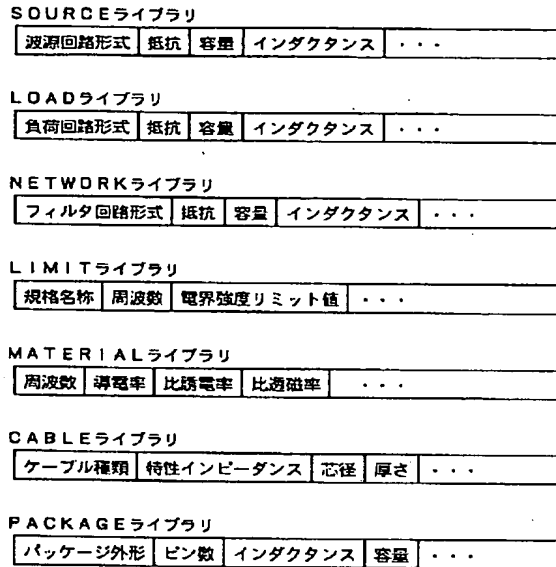 SOURCEライブラリ
波源回路形式 抵抗 容量 インダクタンス ・・・
LOADライブラリ
負荷回路形式 抵抗 容量 インダクタンス ・・・
NETWORKライブラリ
フィルタ回路形式 抵抗 容量 インダクタンス ・・・
LIMITライブラリ
規格名称 周波数 電界強度リミット値 ・・・
MATERIALライブラリ
周波数 導電率 比誘電率 比透磁率 ・・・
CABLEライブラリ
ケーブル種類 特性インピーダンス 芯径 厚さ ・・・
PACKAGEライブラリ
パッケージ外形 ピン数 インダクタンス 容量 ・・・